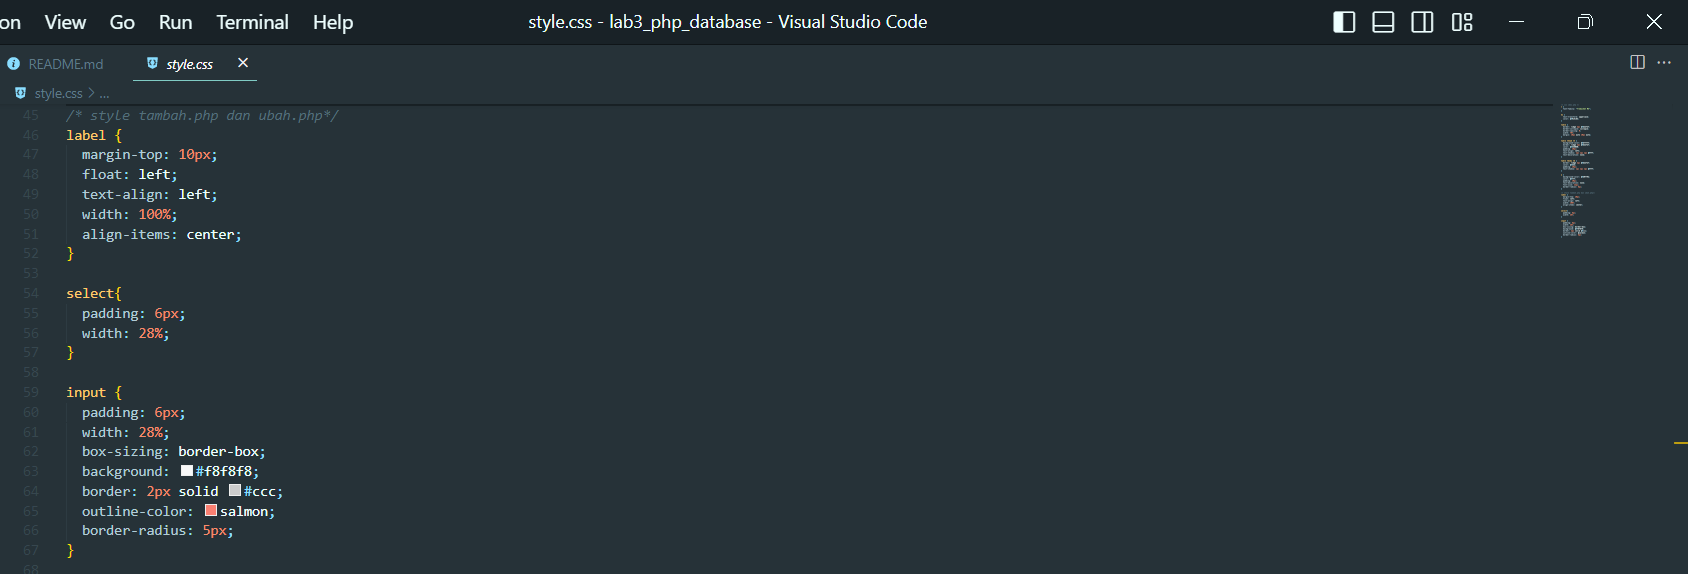 on View Go Run Terminal Help style.css - lab3_php_database - Visual Studio Code
README.md style.css
style.css > ...
45 /* style tambah.php dan ubah.php*/
46 label {
47 margin-top: 10px;
48 float: left;
49 text-align: left;
50 width: 100%;
51 align-items: center;
52 }
53
54 select{
55 padding: 6px;
56 width: 28%;
57 }
58
59 input {
60 padding: 6px;
61 width: 28%;
62 box-sizing: border-box;
63 background: #f8f8f8;
64 border: 2px solid #ccc;
65 outline-color: salmon;
66 border-radius: 5px;
67 }
68